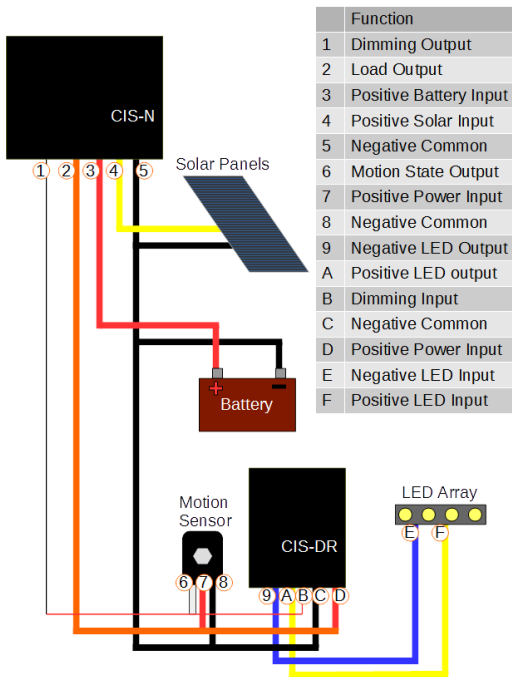 Function
1 Dimming Output
2 Load Output
3 Positive Battery Input
4 Positive Solar Input
5 Negative Common
6 Motion State Output
7 Positive Power Input
8 Negative Common
9 Negative LED Output
A Positive LED output
B Dimming Input
C Negative Common
D Positive Power Input
E Negative LED Input
F Positive LED Input
CIS-N
1 2 3 4 5
Solar Panels
+ -
Battery
Motion
Sensor
6 7 8
CIS-DR
9 A B C D
LED Array
E F